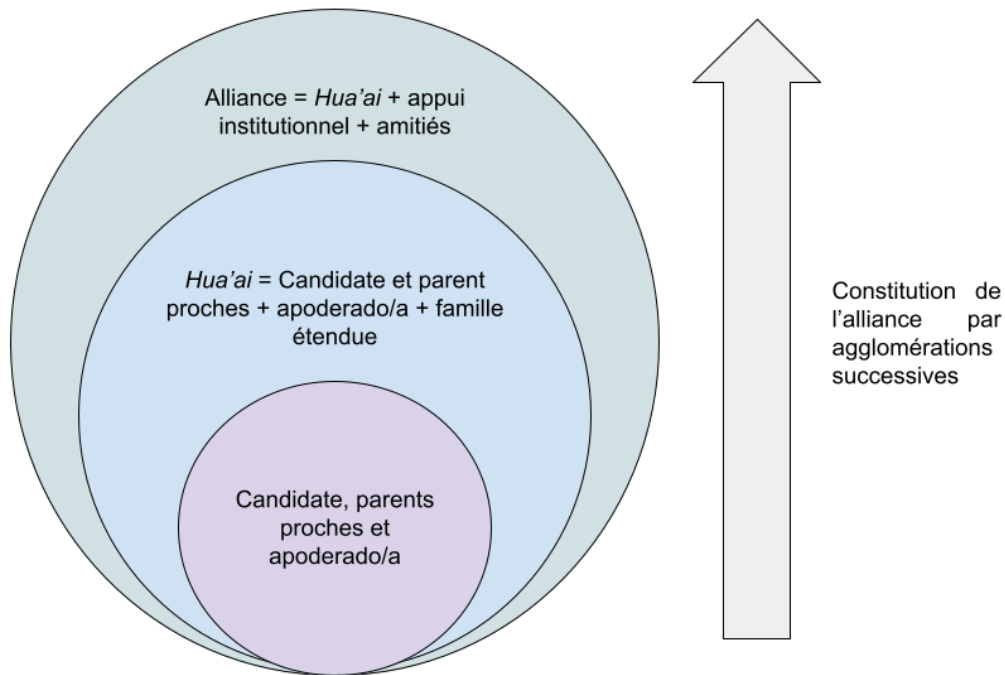 Alliance = Hua'ai + appui
institutionnel + amitiés
Hua'ai = Candidate et parent
proches + apoderado/a + famille
étendue
Candidate, parents
proches et
apoderado/a
Constitution de
l'alliance par
agglomérations
successives